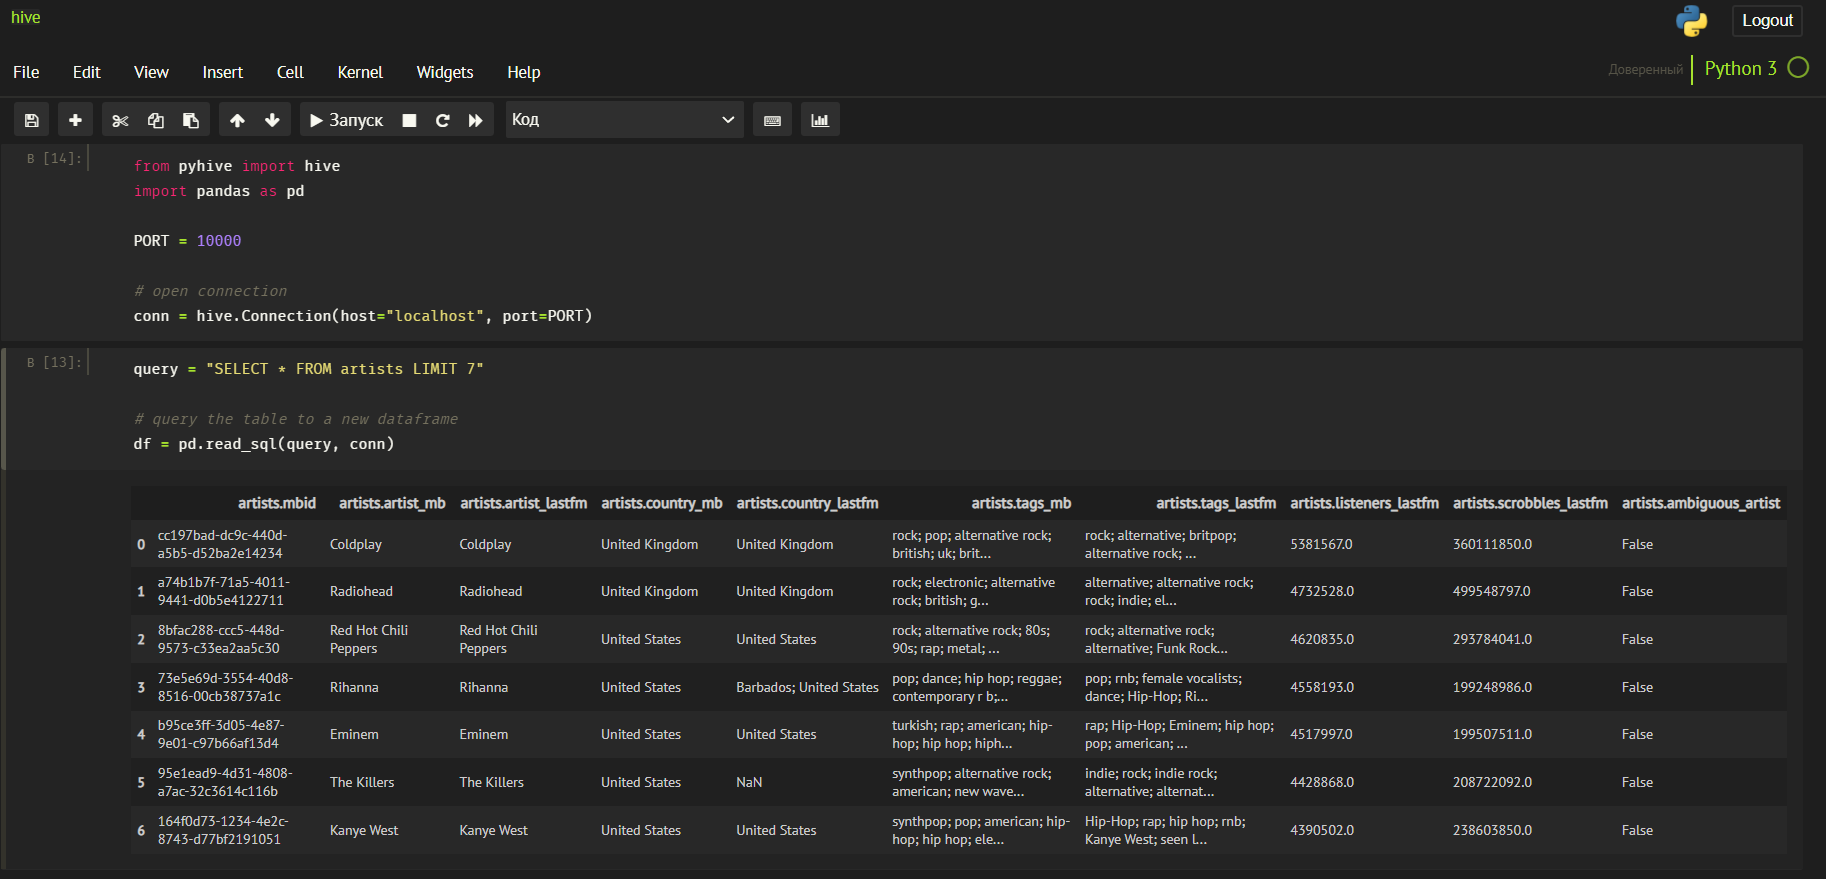 hive
Logout
File Edit View Insert Cell Kernel Widgets Help
Доверенный Python 3
Запуск Код
В [14]:
from pyhive import hive
import pandas as pd
PORT = 10000
# open connection
conn = hive.Connection(host="localhost", port=PORT)
В [13]:
query = "SELECT * FROM artists LIMIT 7"
# query the table to a new dataframe
df = pd.read_sql(query, conn)
artists.mbid artists.artist_mb artists.artist_lastfm artists.country_mb artists.country_lastfm artists.tags_mb artists.tags_lastfm artists.listeners_lastfm artists.scrobbles_lastfm artists.ambiguous_artist
cc197bad-dc9c-440d- rock; pop; alternative rock; rock; alternative; britpop;
0 Coldplay Coldplay United Kingdom United Kingdom 5381567.0 360111850.0 False
a5b5-d52ba2e14234 british; uk; brit... alternative rock; ...
a74b1b7f-71a5-4011- rock; electronic; alternative alternative; alternative rock;
1 Radiohead Radiohead United Kingdom United Kingdom 4732528.0 499548797.0 False
9441-d0b5e4122711 rock; british; g... rock; indie; el...
8bfac288-ccc5-448d- Red Hot Chili Red Hot Chili rock; alternative rock; 80s; rock; alternative rock;
2 United States United States 4620835.0 293784041.0 False
9573-c33ea2aa5c30 Peppers Peppers 90s; rap; metal; ... alternative; Funk Rock...
73e5e69d-3554-40d8- pop; dance; hip hop; reggae; pop; rnb; female vocalists;
3 Rihanna Rihanna United States Barbados; United States 4558193.0 199248986.0 False
8516-00cb38737a1c contemporary r b;... dance; Hip-Hop; Ri...
b95ce3ff-3d05-4e87- turkish; rap; american; hip- rap; Hip-Hop; Eminem; hip hop;
4 Eminem Eminem United States United States 4517997.0 199507511.0 False
9e01-c97b66af13d4 hop; hip hop; hiph... pop; american; ...
95e1ead9-4d31-4808- synthpop; alternative rock; indie; rock; indie rock;
5 The Killers The Killers United States NaN 4428868.0 208722092.0 False
a7ac-32c3614c116b american; new wave... alternative; alternat...
164f0d73-1234-4e2c- synthpop; pop; american; hip- Hip-Hop; rap; hip hop; rnb;
6 Kanye West Kanye West United States United States 4390502.0 238603850.0 False
8743-d77bf2191051 hop; hip hop; ele... Kanye West; seen l...